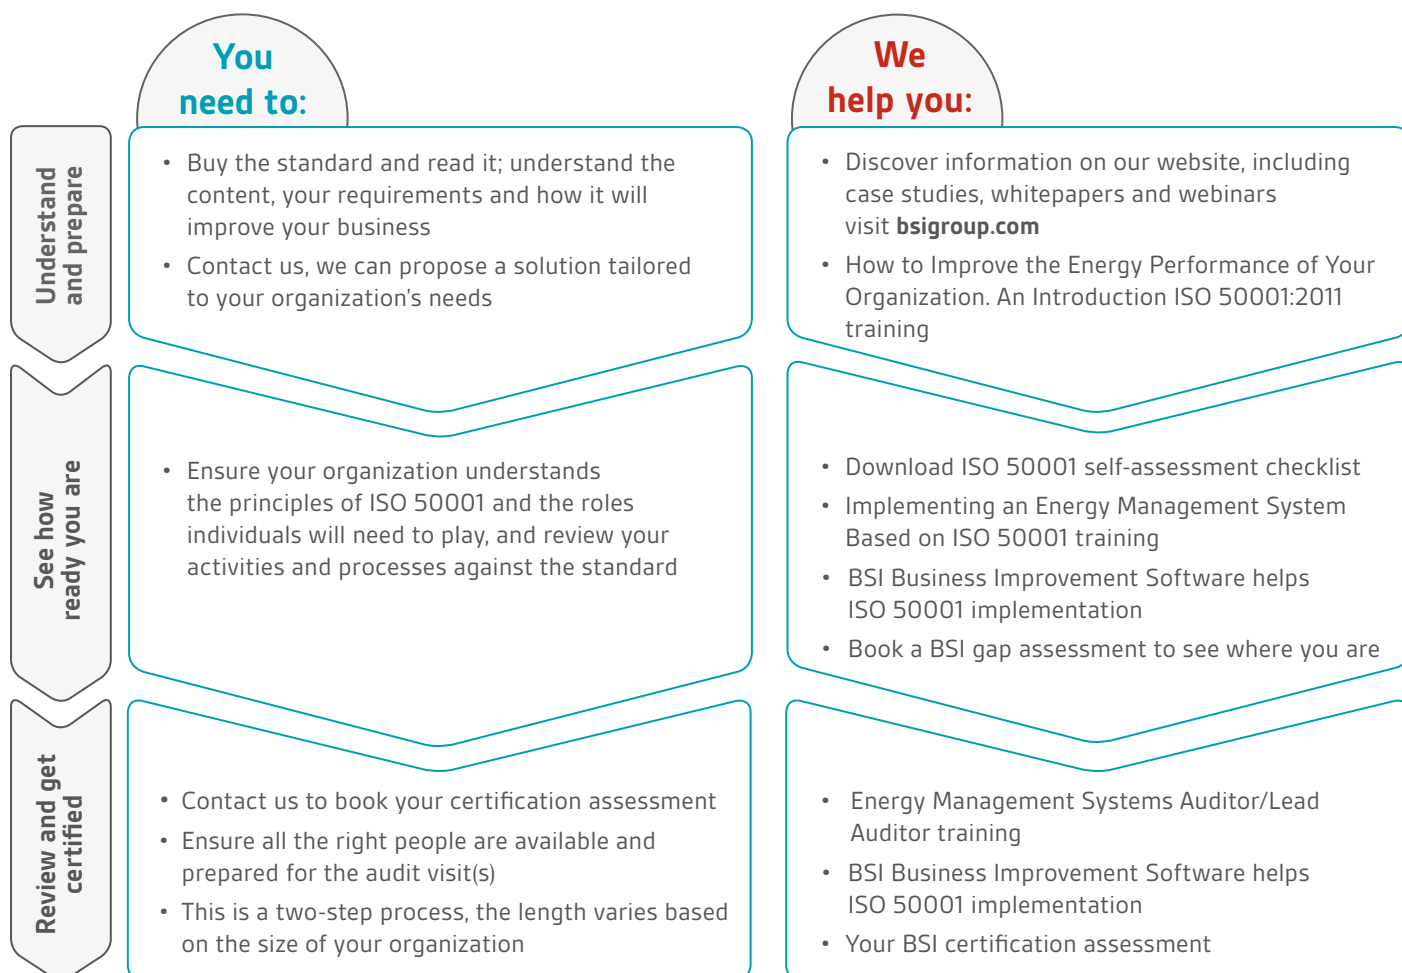 You
need to:
We
help you:
Understand
and prepare
• Buy the standard and read it; understand the
content, your requirements and how it will
improve your business
• Contact us, we can propose a solution tailored
to your organization's needs
• Discover information on our website, including
case studies, whitepapers and webinars
visit bsigroup.com
• How to Improve the Energy Performance of Your
Organization. An Introduction ISO 50001:2011
training
See how
ready you are
• Ensure your organization understands
the principles of ISO 50001 and the roles
individuals will need to play, and review your
activities and processes against the standard
• Download ISO 50001 self-assessment checklist
• Implementing an Energy Management System
Based on ISO 50001 training
• BSI Business Improvement Software helps
ISO 50001 implementation
• Book a BSI gap assessment to see where you are
Review and get
certified
• Contact us to book your certification assessment
• Ensure all the right people are available and
prepared for the audit visit(s)
• This is a two-step process, the length varies based
on the size of your organization
• Energy Management Systems Auditor/Lead
Auditor training
• BSI Business Improvement Software helps
ISO 50001 implementation
• Your BSI certification assessment